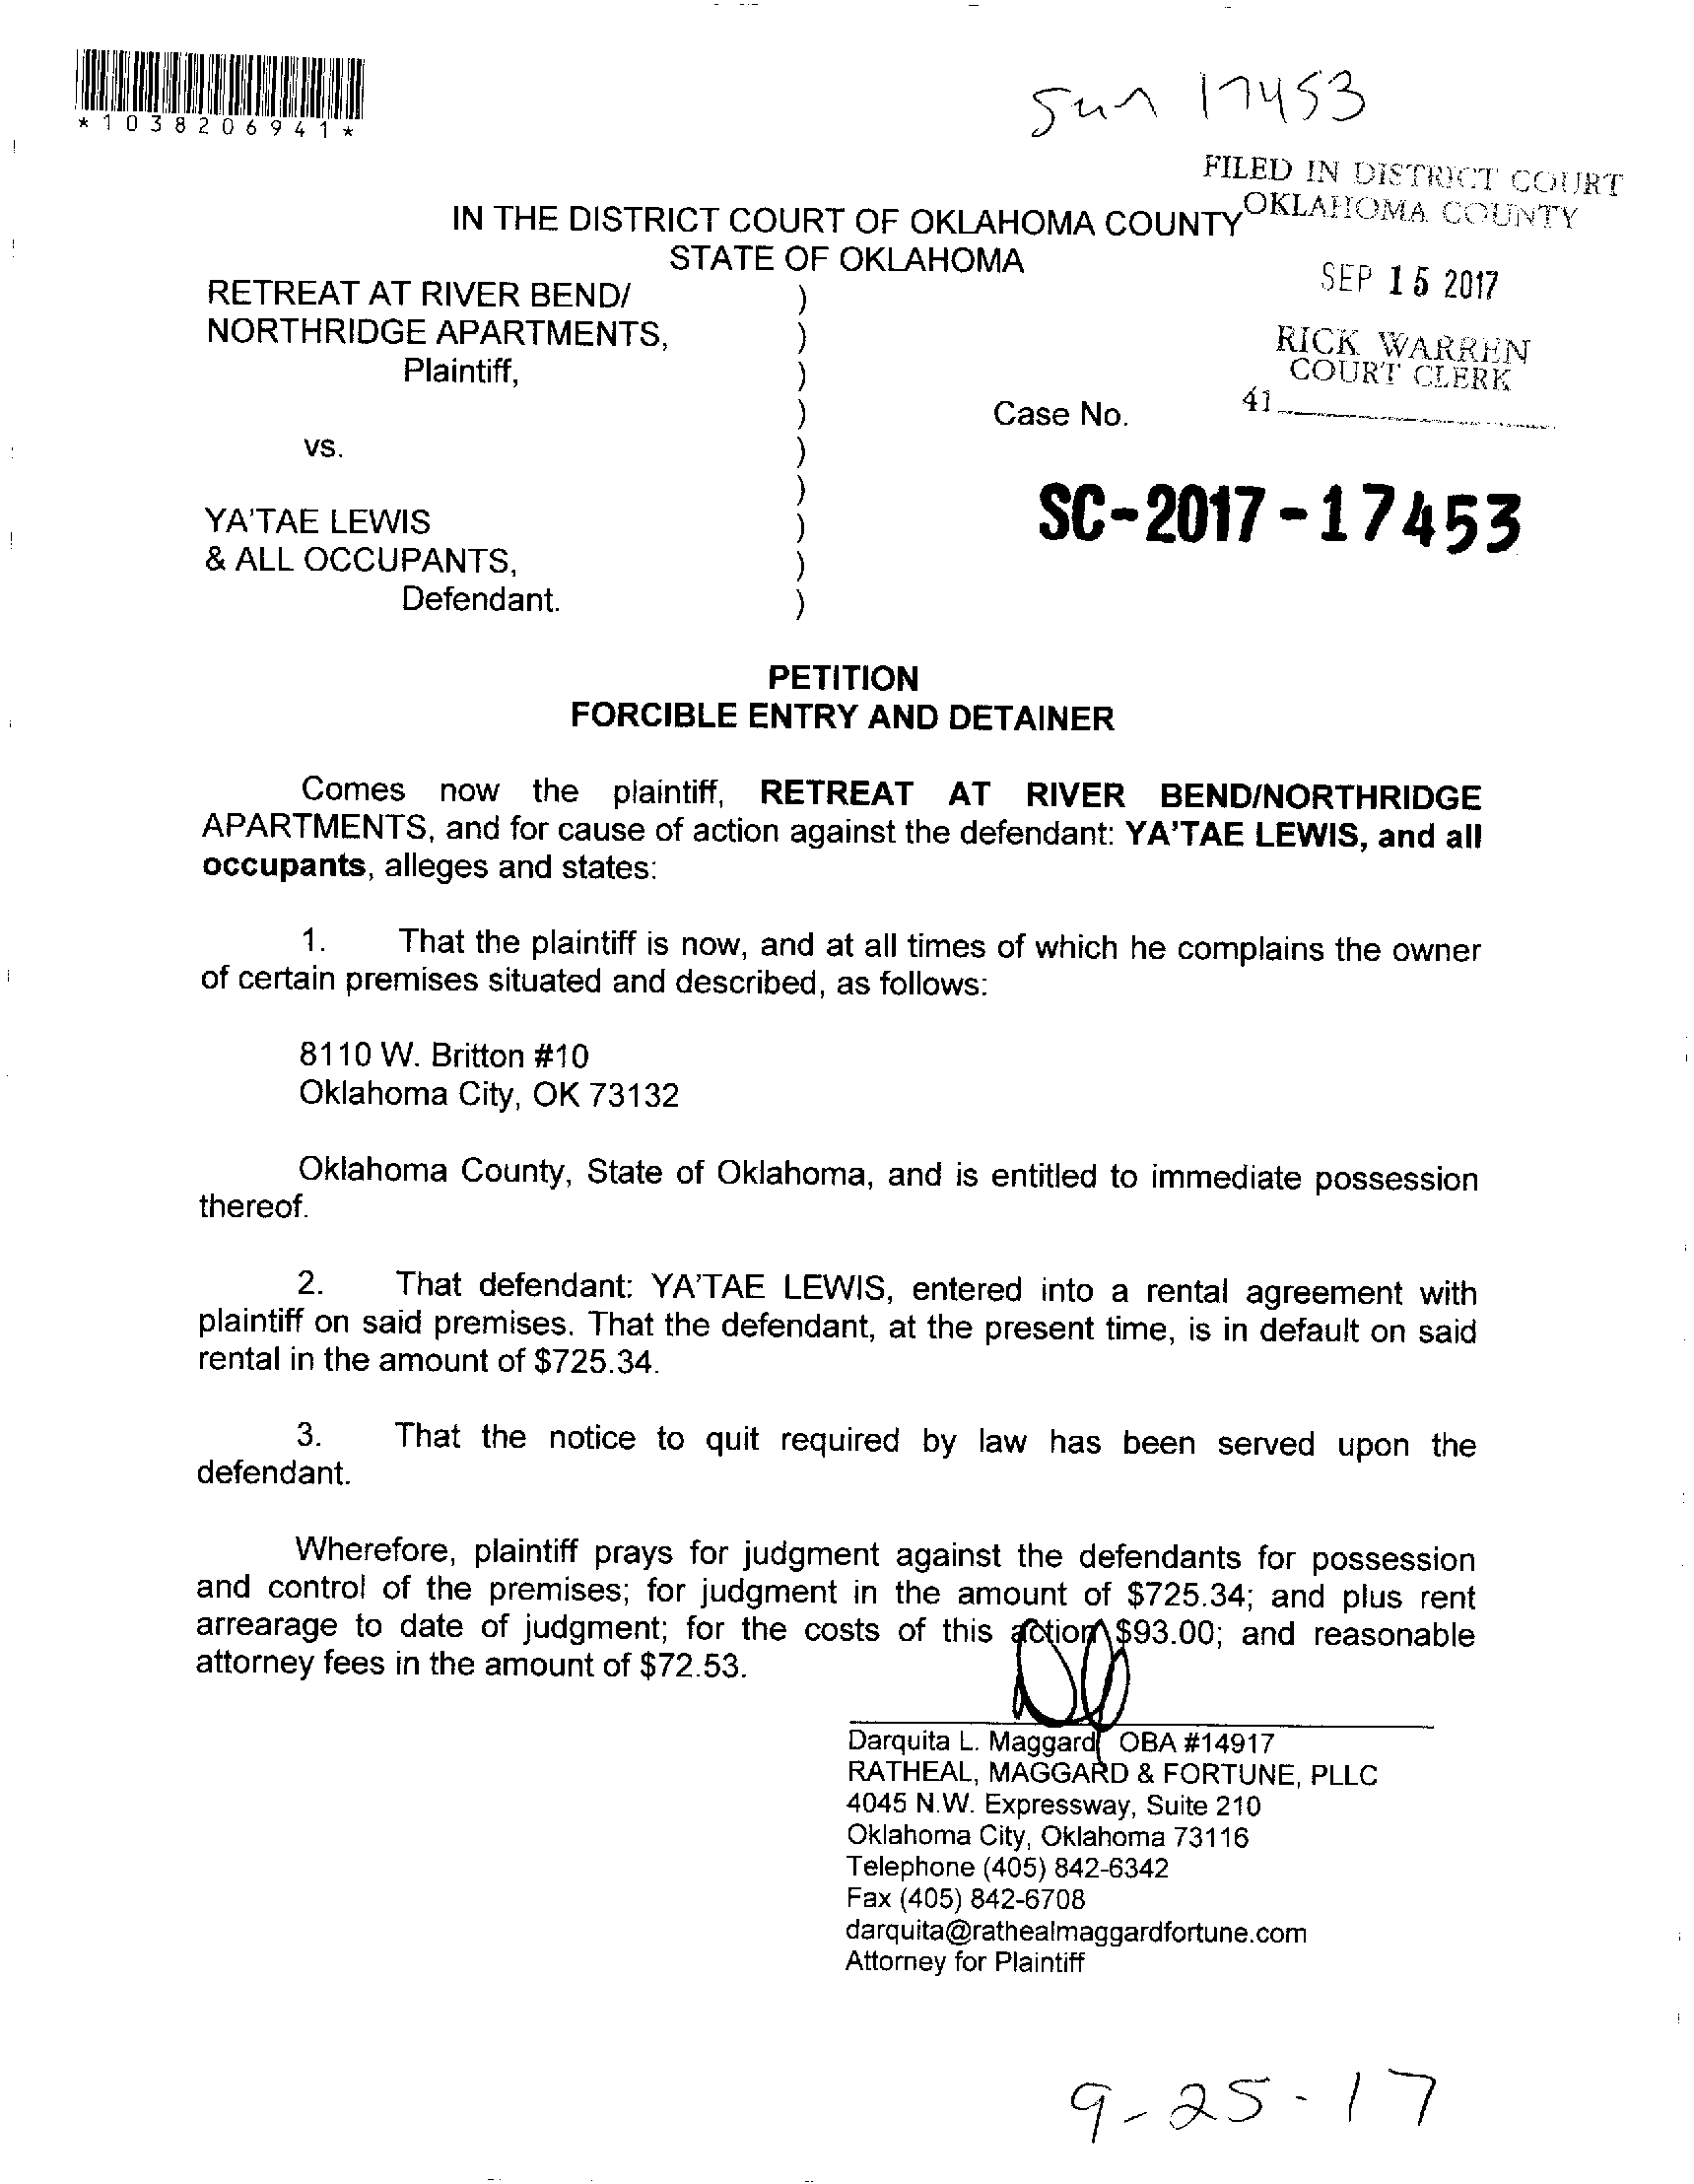 *1038206941*
Sun 17453
FILED IN DISTRICT COURT
OKLAHOMA COUNTY
IN THE DISTRICT COURT OF OKLAHOMA COUNTY
STATE OF OKLAHOMA
SEP 15 2017
RICK WARREN
COURT CLERK
41
RETREAT AT RIVER BEND/ )
NORTHRIDGE APARTMENTS, )
Plaintiff, )
) Case No.
vs. )
) SC-2017-17453
YA'TAE LEWIS )
& ALL OCCUPANTS, )
Defendant. )
PETITION
FORCIBLE ENTRY AND DETAINER
Comes now the plaintiff, RETREAT AT RIVER BEND/NORTHRIDGE
APARTMENTS, and for cause of action against the defendant: YA'TAE LEWIS, and all
occupants, alleges and states:
1. That the plaintiff is now, and at all times of which he complains the owner
of certain premises situated and described, as follows:
8110 W. Britton #10
Oklahoma City, OK 73132
Oklahoma County, State of Oklahoma, and is entitled to immediate possession
thereof.
2. That defendant: YA'TAE LEWIS, entered into a rental agreement with
plaintiff on said premises. That the defendant, at the present time, is in default on said
rental in the amount of $725.34.
3. That the notice to quit required by law has been served upon the
defendant.
Wherefore, plaintiff prays for judgment against the defendants for possession
and control of the premises; for judgment in the amount of $725.34; and plus rent
arrearage to date of judgment; for the costs of this action $93.00; and reasonable
attorney fees in the amount of $72.53.
Darquita L. Maggard OBA #14917
RATHEAL, MAGGARD & FORTUNE, PLLC
4045 N.W. Expressway, Suite 210
Oklahoma City, Oklahoma 73116
Telephone (405) 842-6342
Fax (405) 842-6708
darquita@rathealmaggardfortune.com
Attorney for Plaintiff
9-25-17